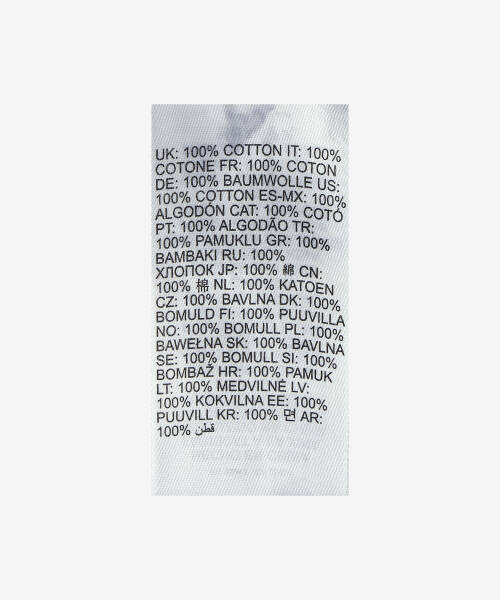 UK: 100% COTTON IT: 100%
COTONE FR: 100% COTON
DE: 100% BAUMWOLLE US:
100% COTTON ES-MX: 100%
ALGODÓN CAT: 100% COTÓ
PT: 100% ALGODÃO TR:
100% PAMUKLU GR: 100%
BAMBAKI RU: 100%
ХЛОПОК JP: 100% 綿 CN:
100% 棉 NL: 100% KATOEN
CZ: 100% BAVLNA DK: 100%
BOMULD FI: 100% PUUVILLA
NO: 100% BOMULL PL: 100%
BAWEŁNA SK: 100% BAVLNA
SE: 100% BOMULL SI: 100%
BOMBAŽ HR: 100% PAMUK
LT: 100% MEDVILNĖ LV:
100% KOKVILNA EE: 100%
PUUVILL KR: 100% 면 AR:
100% قطن